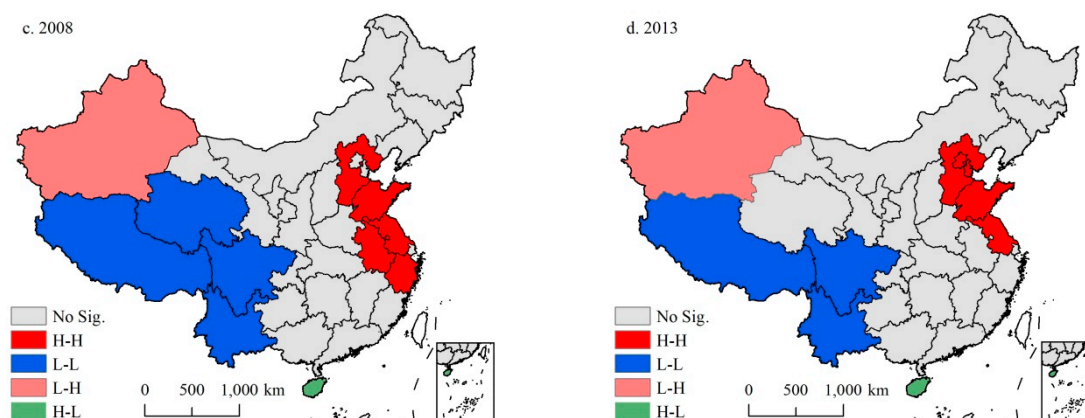 c. 2008
No Sig.
H-H
L-L
L-H
H-L
0 500 1,000 km
d. 2013
No Sig.
H-H
L-L
L-H
H-L
0 500 1,000 km